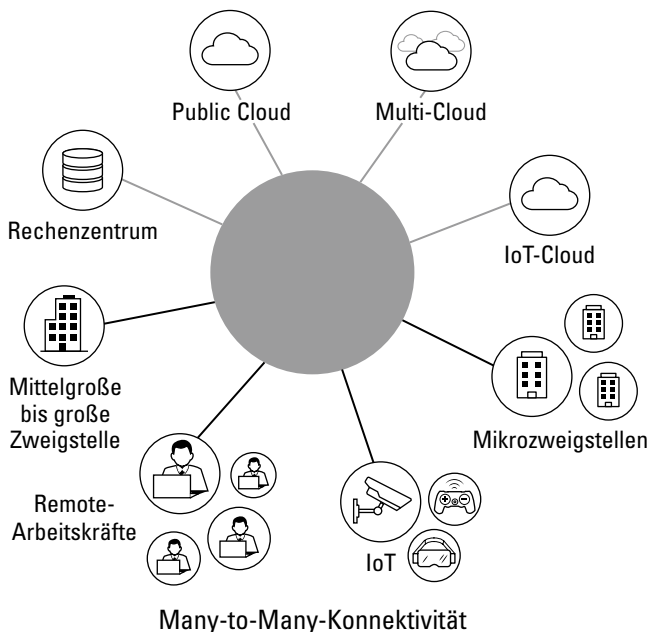 Public Cloud
Multi-Cloud
Rechenzentrum
IoT-Cloud
Mittelgroße
bis große
Zweigstelle
Mikrozweigstellen
Remote-
Arbeitskräfte
IoT
Many-to-Many-Konnektivität